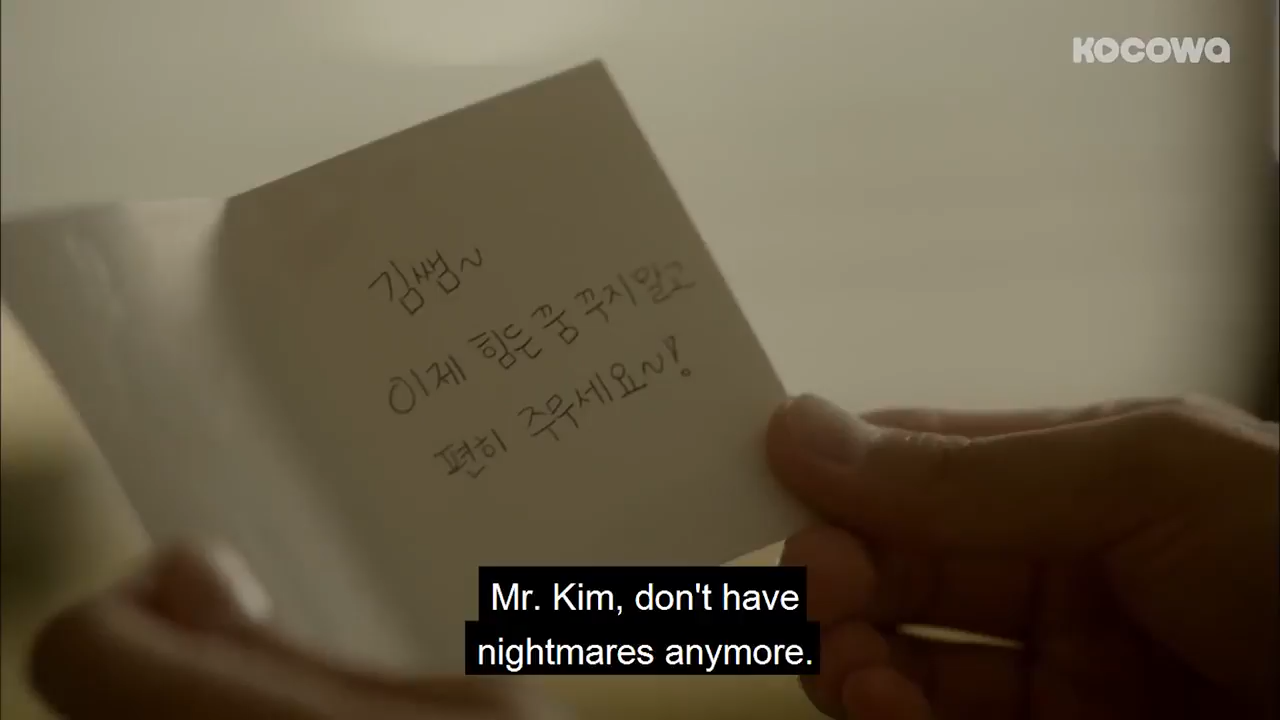 KOCOWA
김쌤~
이제 힘든 꿈 꾸지말고
편히 주무세요~!
Mr. Kim, don't have
nightmares anymore.